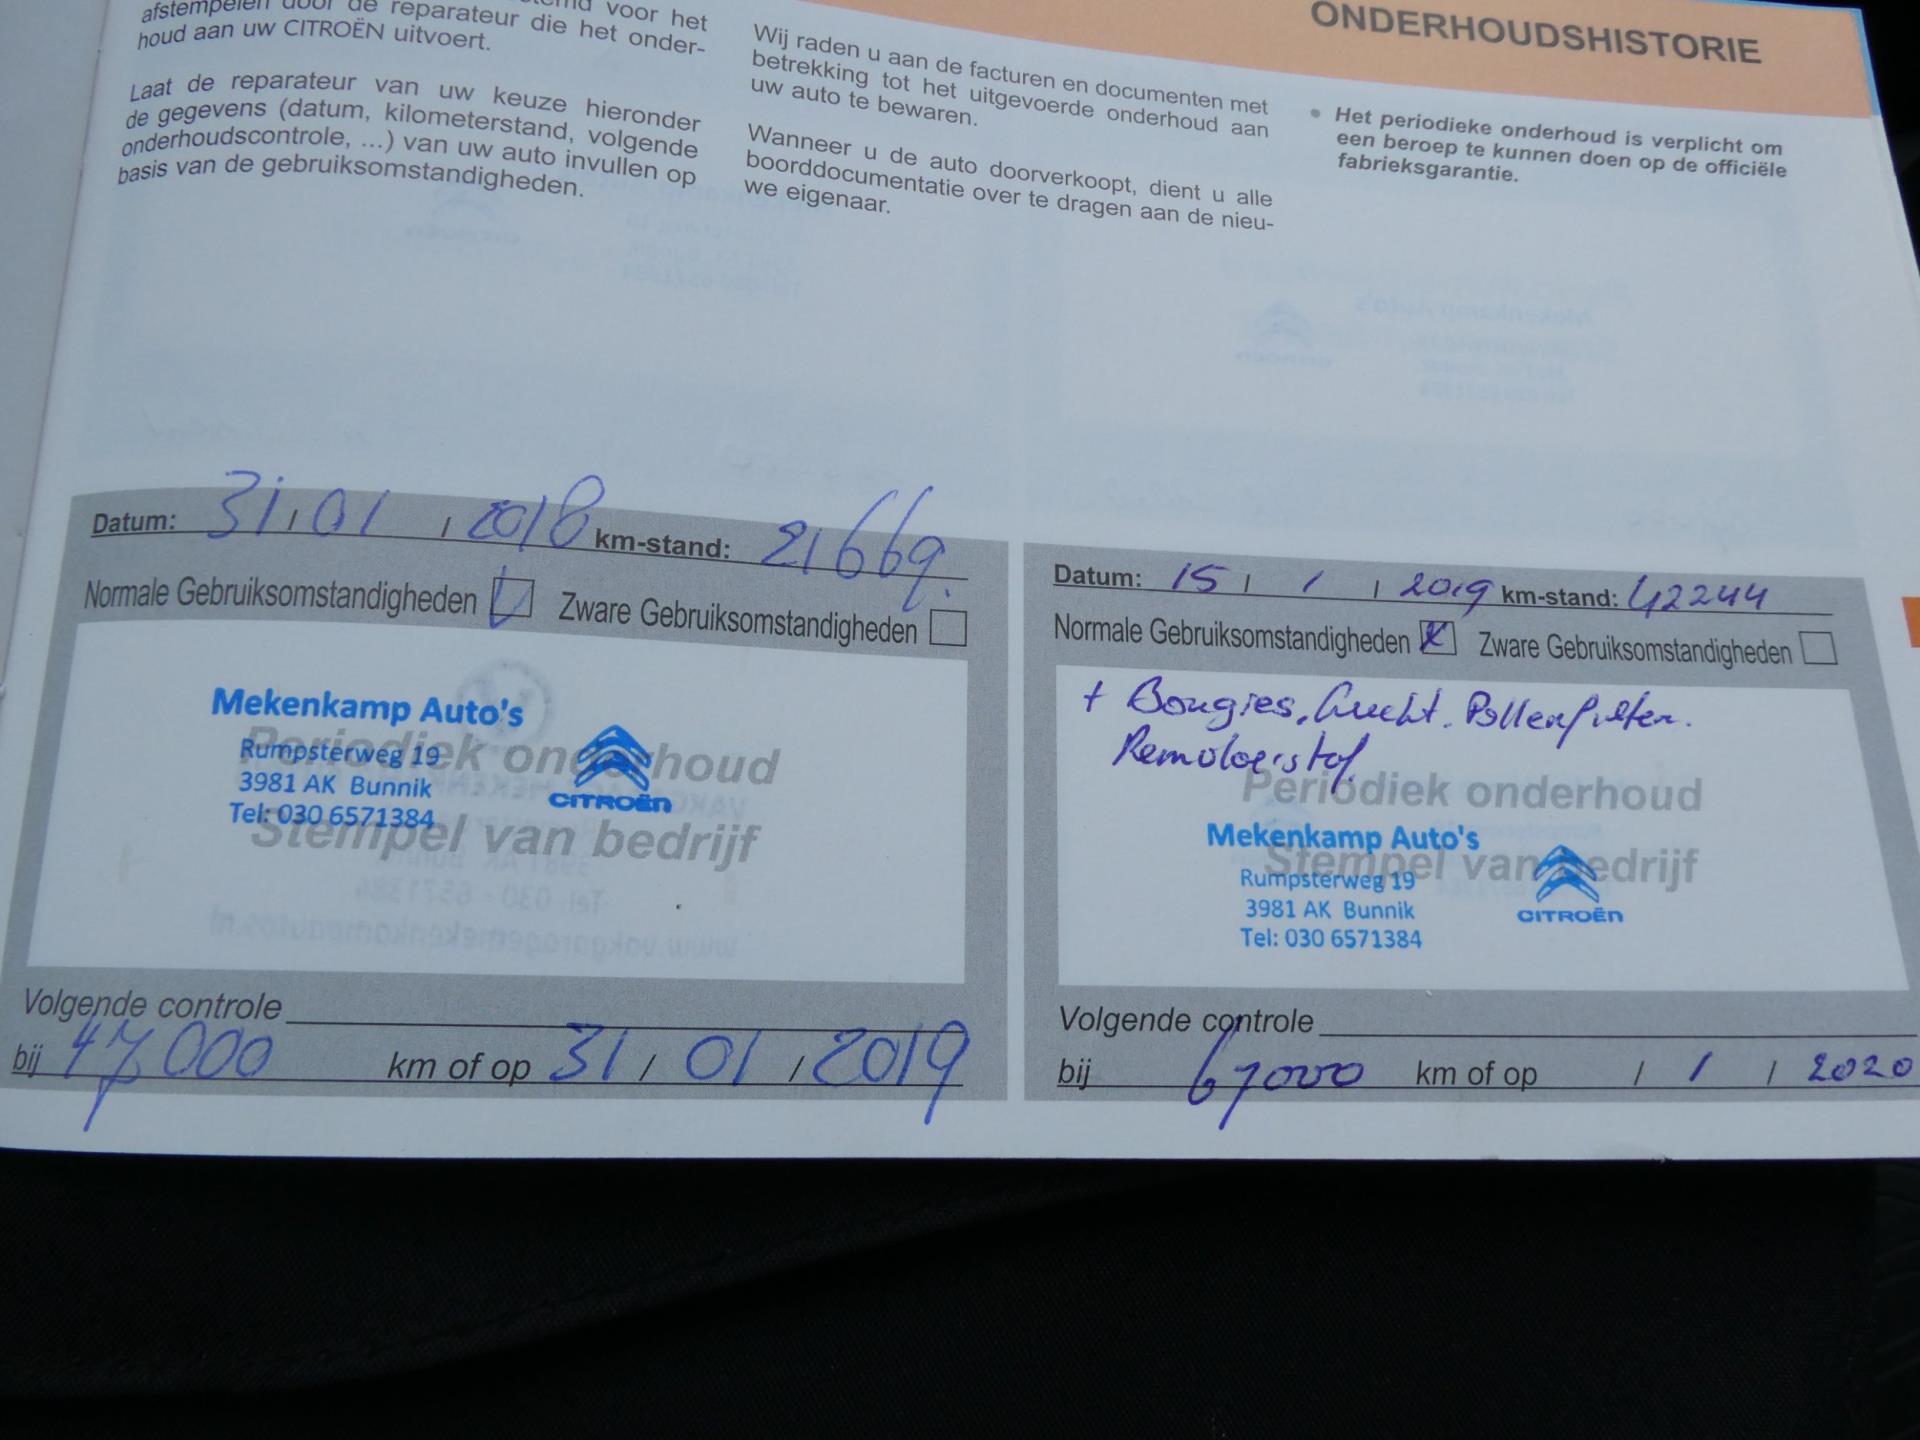 voor het
afstempelen door de reparateur die het onder-
houd aan uw CITROËN uitvoert.
Laat de reparateur van uw keuze hieronder
de gegevens (datum, kilometerstand, volgende
onderhoudscontrole, ...) van uw auto invullen op
basis van de gebruiksomstandigheden.
Wij raden u aan de facturen en documenten met
betrekking tot het uitgevoerde onderhoud aan
uw auto te bewaren.
Wanneer u de auto doorverkoopt, dient u alle
boorddocumentatie over te dragen aan de nieu-
we eigenaar.
ONDERHOUDSHISTORIE
• Het periodieke onderhoud is verplicht om
een beroep te kunnen doen op de officiële
fabrieksgarantie.
Datum: 31 / 01 / 2018 km-stand: 21669.
Normale Gebruiksomstandigheden Zware Gebruiksomstandigheden
Periodiek onderhoud
Stempel van bedrijf
Mekenkamp Auto's
Rumpsterweg 19
3981 AK Bunnik
Tel: 030 6571384
CITROËN
Volgende controle
bij 47000 km of op 31 / 01 / 2019
Datum: 15 / 1 / 2019 km-stand: 42244
Normale Gebruiksomstandigheden Zware Gebruiksomstandigheden
+ Bougies, Lucht. Pollenfilter.
Remvloeistof.
Periodiek onderhoud
Stempel van bedrijf
Mekenkamp Auto's
Rumpsterweg 19
3981 AK Bunnik
Tel: 030 6571384
CITROËN
Volgende controle
bij 67000 km of op / 1 / 2020